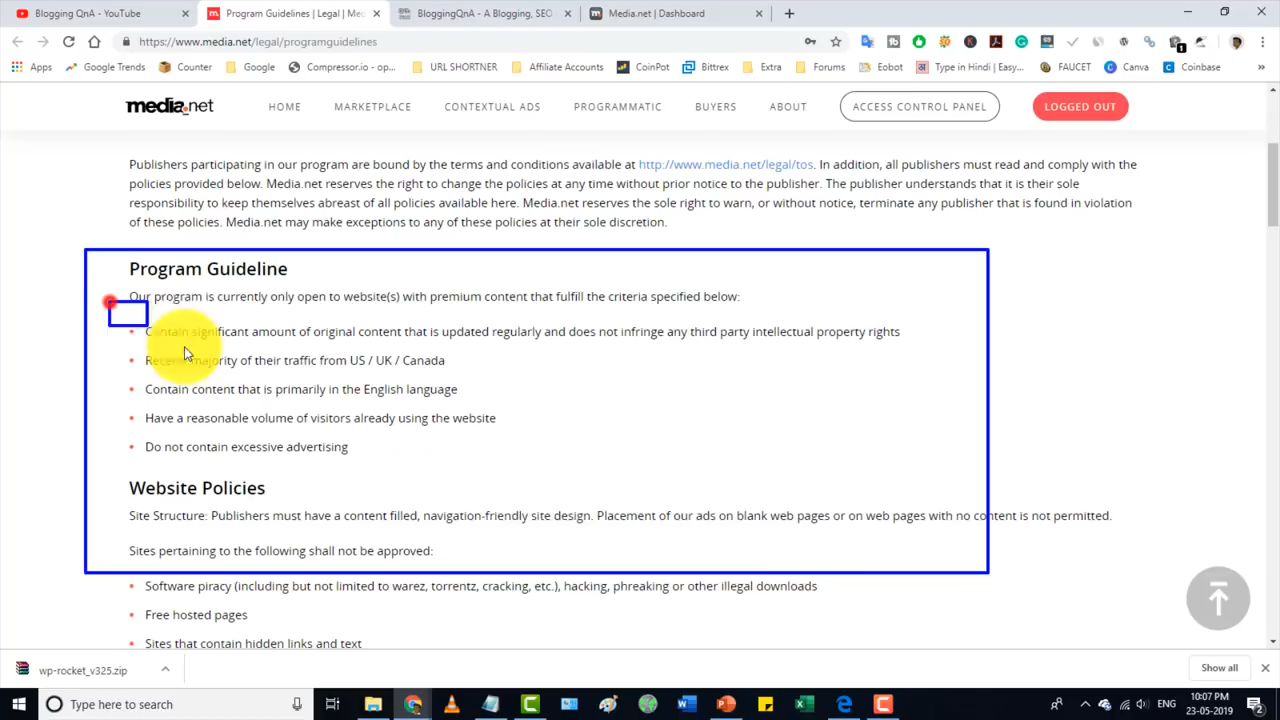 Blogging QnA - YouTube
Program Guidelines | Legal | Med
BloggingQnA - A Blogging, SEO
Media.net | Dashboard
https://www.media.net/legal/programguidelines
Apps
Google Trends
Counter
Google
Compressor.io - op...
URL SHORTNER
Affiliate Accounts
CoinPot
Bittrex
Extra
Forums
Eobot
Type in Hindi | Easy...
FAUCET
Canva
Coinbase
media.net
HOME
MARKETPLACE
CONTEXTUAL ADS
PROGRAMMATIC
BUYERS
ABOUT
ACCESS CONTROL PANEL
LOGGED OUT
Publishers participating in our program are bound by the terms and conditions available at http://www.media.net/legal/tos. In addition, all publishers must read and comply with the
policies provided below. Media.net reserves the right to change the policies at any time without prior notice to the publisher. The publisher understands that it is their sole
responsibility to keep themselves abreast of all policies available here. Media.net reserves the sole right to warn, or without notice, terminate any publisher that is found in violation
of these policies. Media.net may make exceptions to any of these policies at their sole discretion.
Program Guideline
Our program is currently only open to website(s) with premium content that fulfill the criteria specified below:
Contain significant amount of original content that is updated regularly and does not infringe any third party intellectual property rights
Receive majority of their traffic from US / UK / Canada
Contain content that is primarily in the English language
Have a reasonable volume of visitors already using the website
Do not contain excessive advertising
Website Policies
Site Structure: Publishers must have a content filled, navigation-friendly site design. Placement of our ads on blank web pages or on web pages with no content is not permitted.
Sites pertaining to the following shall not be approved:
Software piracy (including but not limited to warez, torrentz, cracking, etc.), hacking, phreaking or other illegal downloads
Free hosted pages
Sites that contain hidden links and text
wp-rocket_v325.zip
Show all
Type here to search
ENG
10:07 PM
23-05-2019